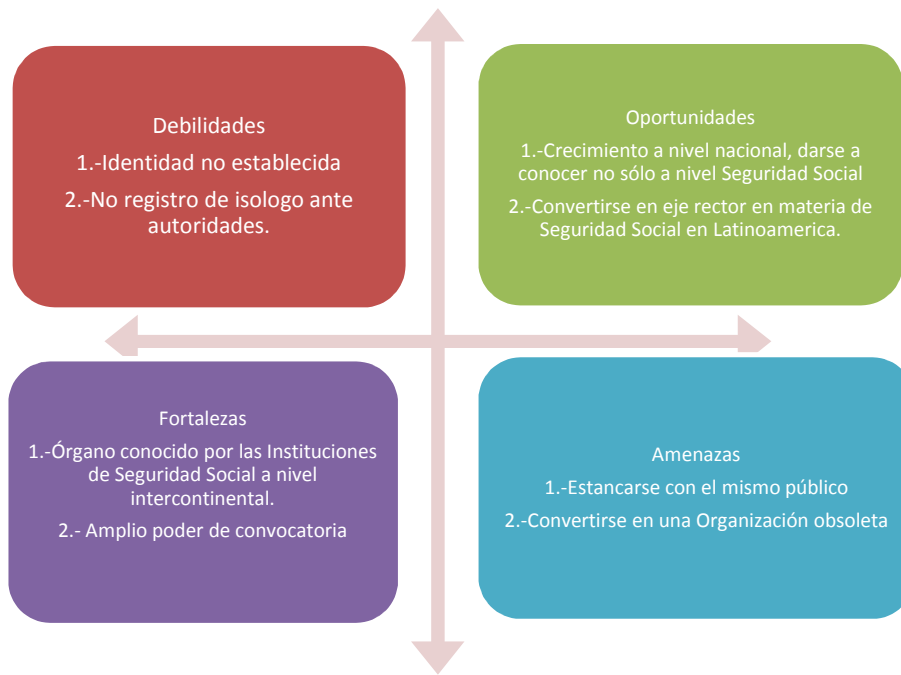 Debilidades
1.-Identidad no establecida
2.-No registro de isologo ante
autoridades.
Oportunidades
1.-Crecimiento a nivel nacional, darse a
conocer no sólo a nivel Seguridad Social
2.-Convertirse en eje rector en materia de
Seguridad Social en Latinoamerica.
Fortalezas
1.-Órgano conocido por las Instituciones
de Seguridad Social a nivel
intercontinental.
2.- Amplio poder de convocatoria
Amenazas
1.-Estancarse con el mismo público
2.-Convertirse en una Organización obsoleta